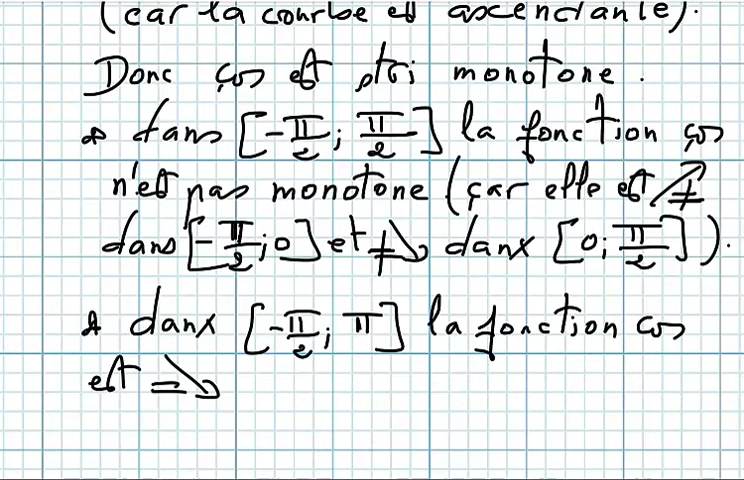 (car la courbe est ascendante).
Donc cos est stri monotone.
dans [-π/2 ; π/2] la fonction cos
n'est pas monotone (car elle est ↗+
dans [-π/2 ; 0] et +↘ dans [0 ; π/2]).
dans [-π/2 ; π] la fonction cos
est =↘